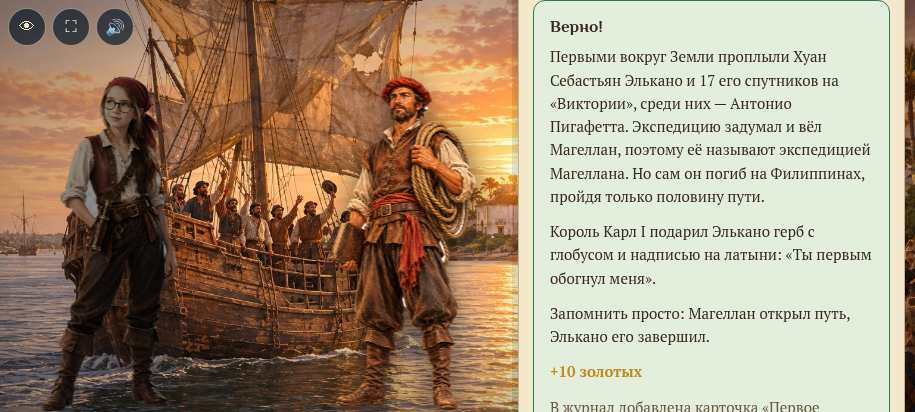 Верно!
Первыми вокруг Земли проплыли Хуан
Себастьян Элькано и 17 его спутников на
«Виктории», среди них — Антонио
Пигафетта. Экспедицию задумал и вёл
Магеллан, поэтому её называют экспедицией
Магеллана. Но сам он погиб на Филиппинах,
пройдя только половину пути.
Король Карл I подарил Элькано герб с
глобусом и надписью на латыни: «Ты первым
обогнул меня».
Запомнить просто: Магеллан открыл путь,
Элькано его завершил.
+10 золотых
В журнал добавлена карточка «Первое